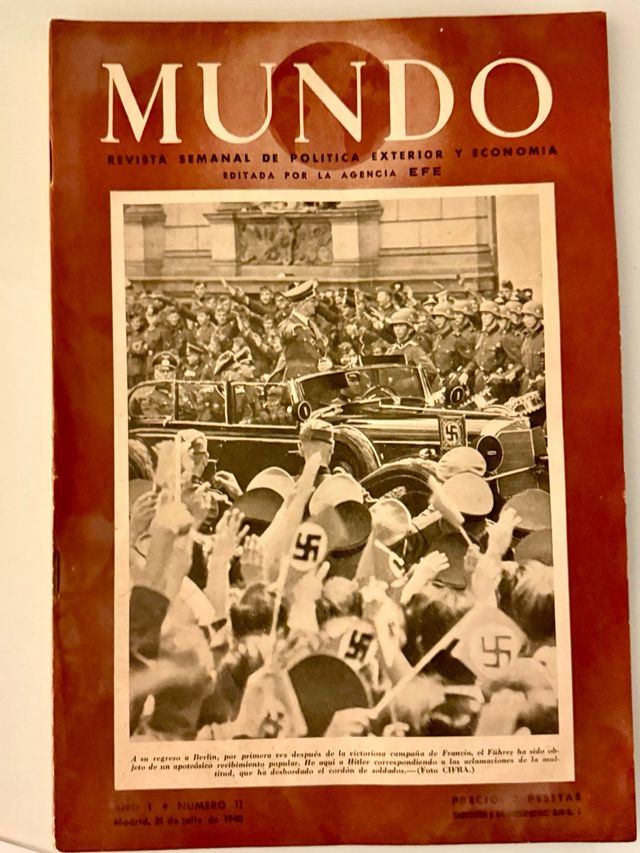 MUNDO
REVISTA SEMANAL DE POLITICA EXTERIOR Y ECONOMIA
EDITADA POR LA AGENCIA EFE
1
1
A su regreso a Berlín, por primera vez después de la victoriosa campaña de Francia, el Führer ha sido ob-
jeto de un apoteósico recibimiento popular. He aquí a Hitler correspondiendo a las aclamaciones de la mul-
titud, que ha desbordado el cordón de soldados.—(Foto CIFRA.)
AÑO I • NUMERO 11
PRECIO: 2 PESETAS
Madrid, 21 de julio de 1940